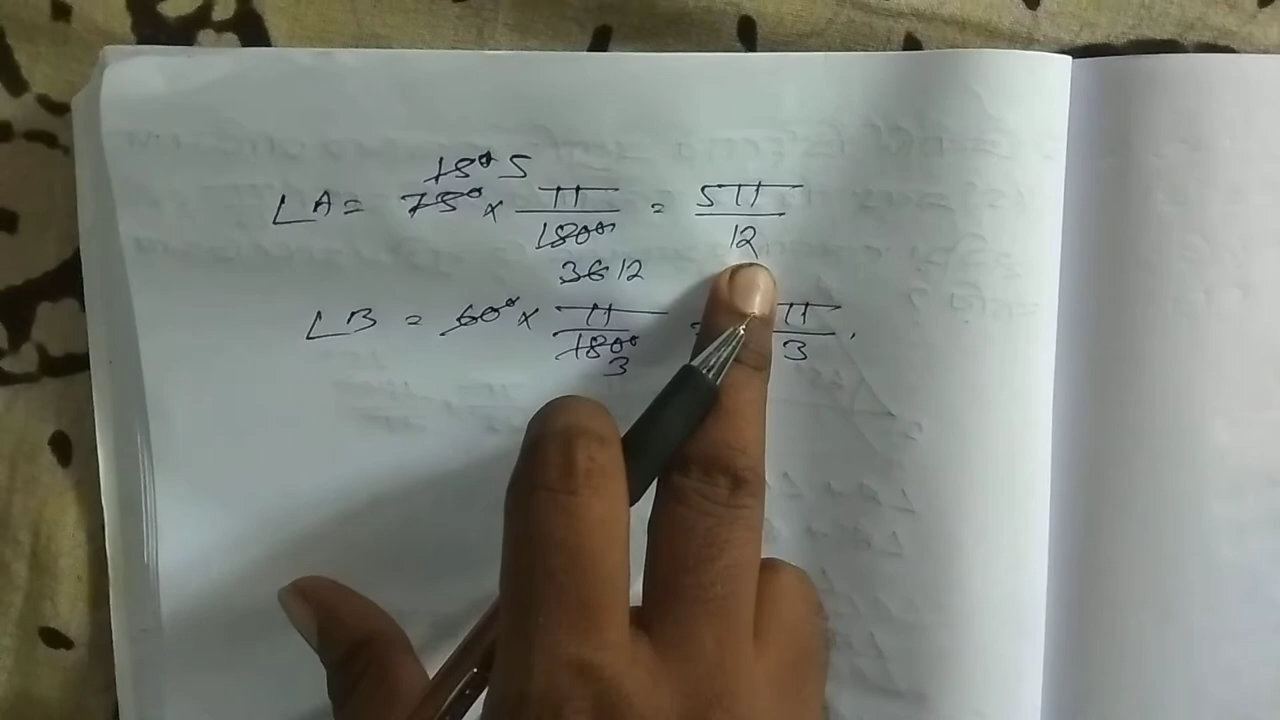 15° 5
∠A = 75° × π/180° = 5π/12
36 12
∠B = 60° × π/180° = π/3.
3